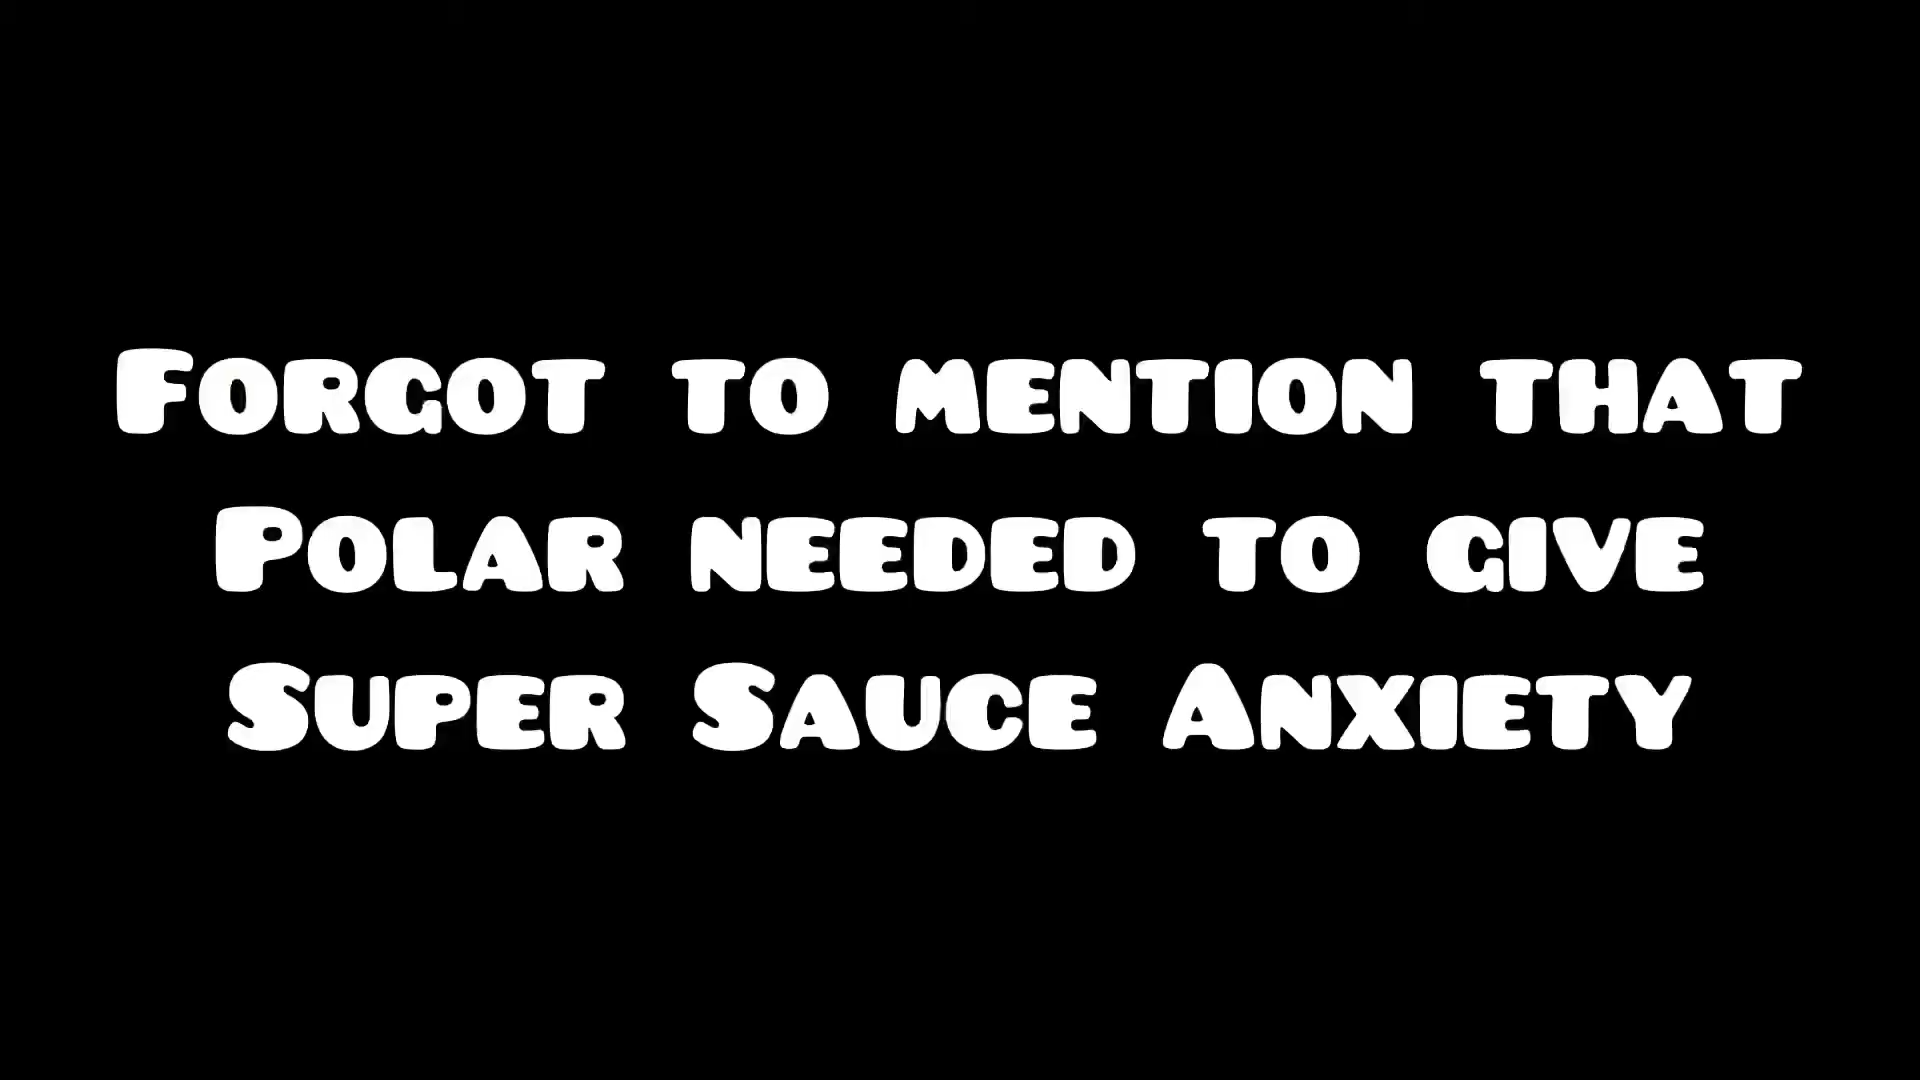 Forgot to mention that
Polar needed to give
Super Sauce Anxiety